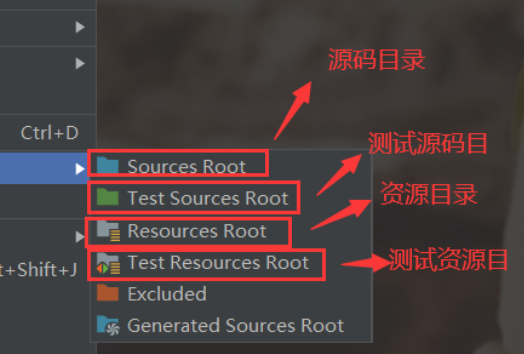 源码目录
Ctrl+D
测试源码目
Sources Root
Test Sources Root
资源目录
Resources Root
t+Shift+J
Test Resources Root
测试资源目
Excluded
Generated Sources Root